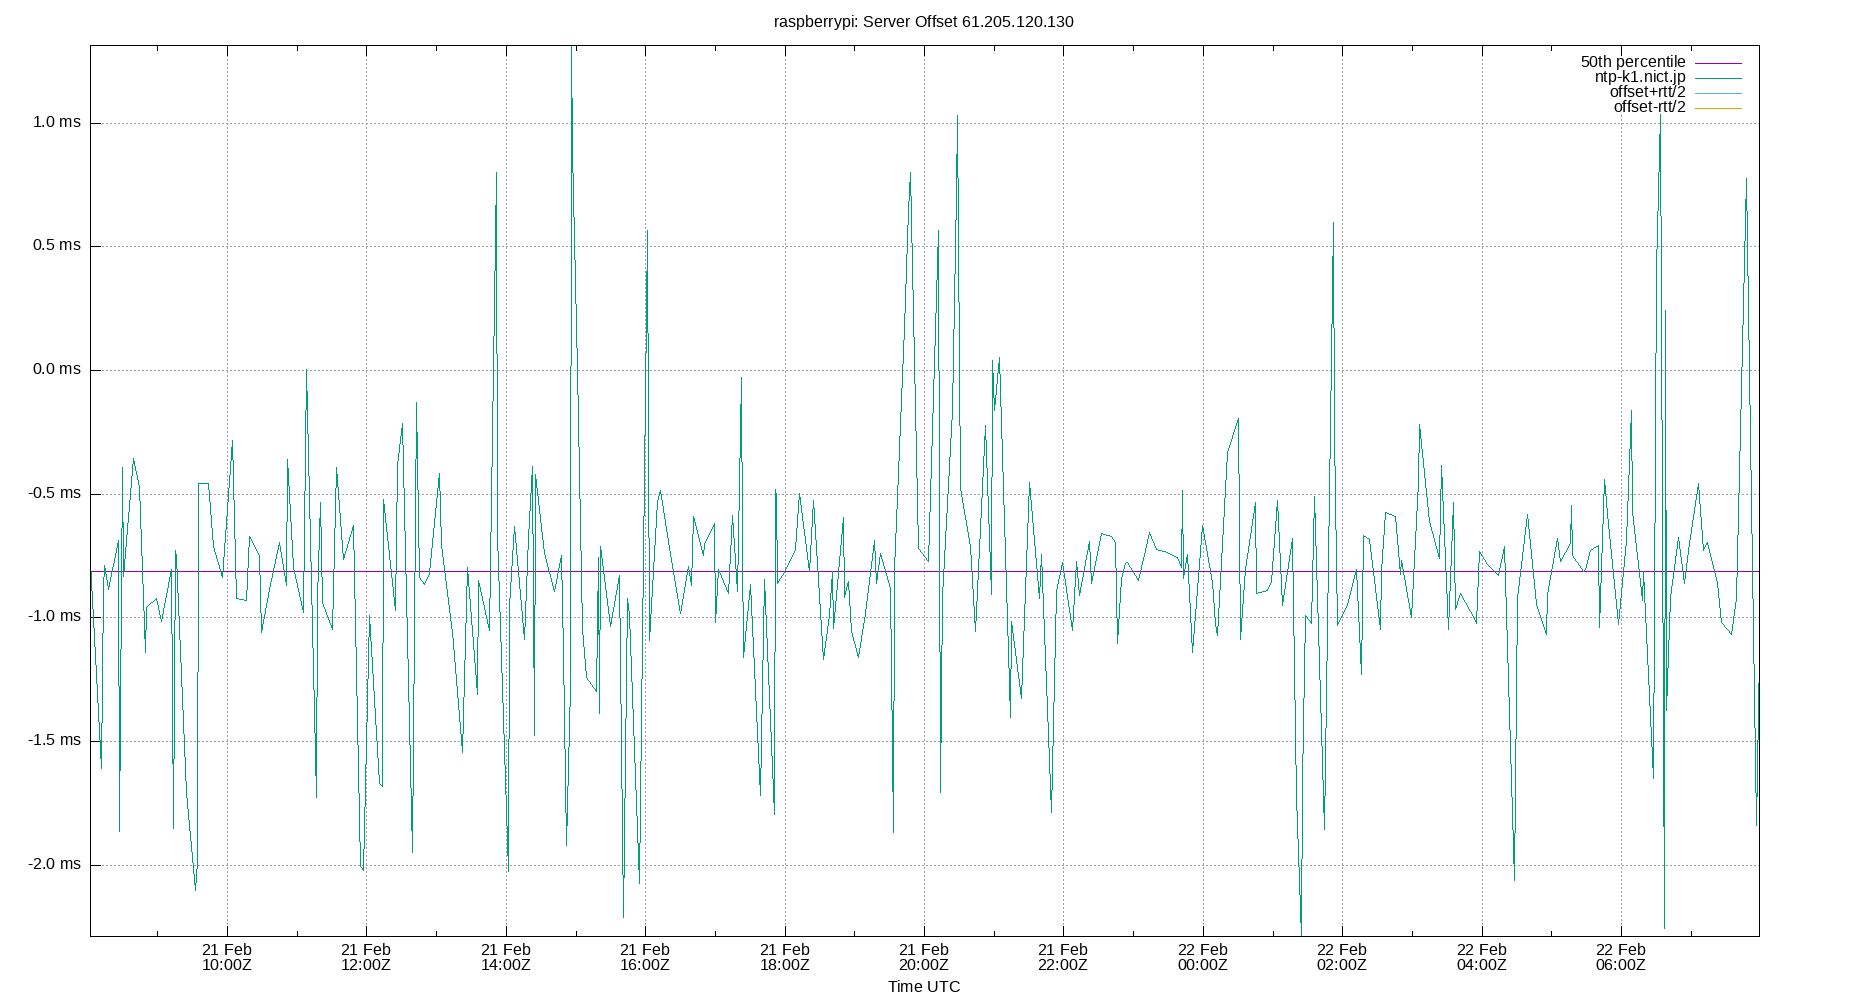 raspberrypi: Server Offset 61.205.120.130
50th percentile
ntp-k1.nict.jp
offset+rtt/2
offset-rtt/2
1.0 ms
0.5 ms
0.0 ms
-0.5 ms
-1.0 ms
-1.5 ms
-2.0 ms
21 Feb 21 Feb 21 Feb 21 Feb 21 Feb 21 Feb 21 Feb 22 Feb 22 Feb 22 Feb 22 Feb
10:00Z 12:00Z 14:00Z 16:00Z 18:00Z 20:00Z 22:00Z 00:00Z 02:00Z 04:00Z 06:00Z
Time UTC